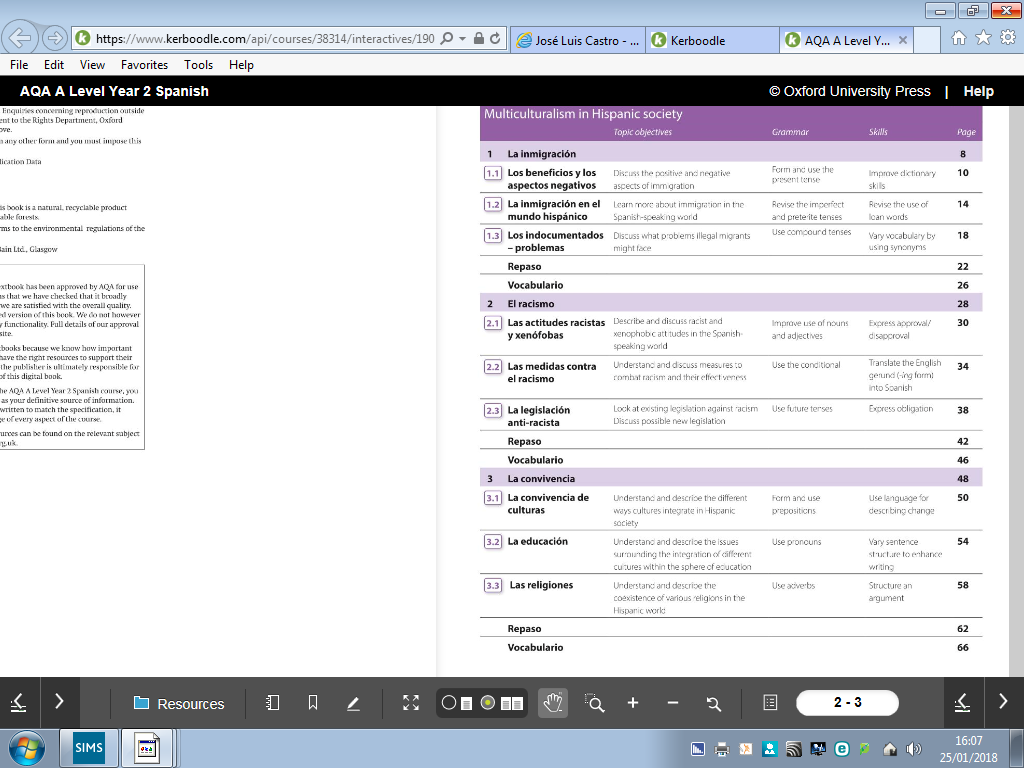 https://www.kerboodle.com/api/courses/38314/interactives/190
José Luis Castro - ...
Kerboodle
AQA A Level Y...
File Edit View Favorites Tools Help
AQA A Level Year 2 Spanish
© Oxford University Press | Help
Enquiries concerning reproduction outside
ent to the Rights Department, Oxford
ove.
any other form and you must impose this
lication Data
is book is a natural, recyclable product
able forests.
rms to the environmental regulations of the
Bain Ltd., Glasgow
extbook has been approved by AQA for use
ns that we have checked that it broadly
we are satisfied with the overall quality.
ed version of this book. We do not however
y functionality. Full details of our approval
site.
tbooks because we know how important
have the right resources to support their
the publisher is ultimately responsible for
of this digital book.
he AQA A Level Year 2 Spanish course, you
as your definitive source of information.
written to match the specification, it
ge of every aspect of the course.
urces can be found on the relevant subject
rg.uk.
Multiculturalism in Hispanic society
Topic objectives Grammar Skills Page
1 La inmigración 8
1.1 Los beneficios y los Discuss the positive and negative Form and use the Improve dictionary 10
aspectos negativos aspects of immigration present tense skills
1.2 La inmigración en el Learn more about immigration in the Revise the imperfect Revise the use of 14
mundo hispánico Spanish-speaking world and preterite tenses loan words
1.3 Los indocumentados Discuss what problems illegal migrants Use compound tenses Vary vocabulary by 18
– problemas might face using synonyms
Repaso 22
Vocabulario 26
2 El racismo 28
2.1 Las actitudes racistas Describe and discuss racist and Improve use of nouns Express approval/ 30
y xenófobas xenophobic attitudes in the Spanish- and adjectives disapproval
speaking world
2.2 Las medidas contra Understand and discuss measures to Use the conditional Translate the English 34
el racismo combat racism and their effectiveness gerund (-ing form)
into Spanish
2.3 La legislación Look at existing legislation against racism Use future tenses Express obligation 38
anti-racista Discuss possible new legislation
Repaso 42
Vocabulario 46
3 La convivencia 48
3.1 La convivencia de Understand and describe the different Form and use Use language for 50
culturas ways cultures integrate in Hispanic prepositions describing change
society
3.2 La educación Understand and describe the issues Use pronouns Vary sentence 54
surrounding the integration of different structure to enhance
cultures within the sphere of education writing
3.3 Las religiones Understand and describe the Use adverbs Structure an 58
coexistence of various religions in the argument
Hispanic world
Repaso 62
Vocabulario 66
Resources
2 - 3
SIMS
16:07
25/01/2018